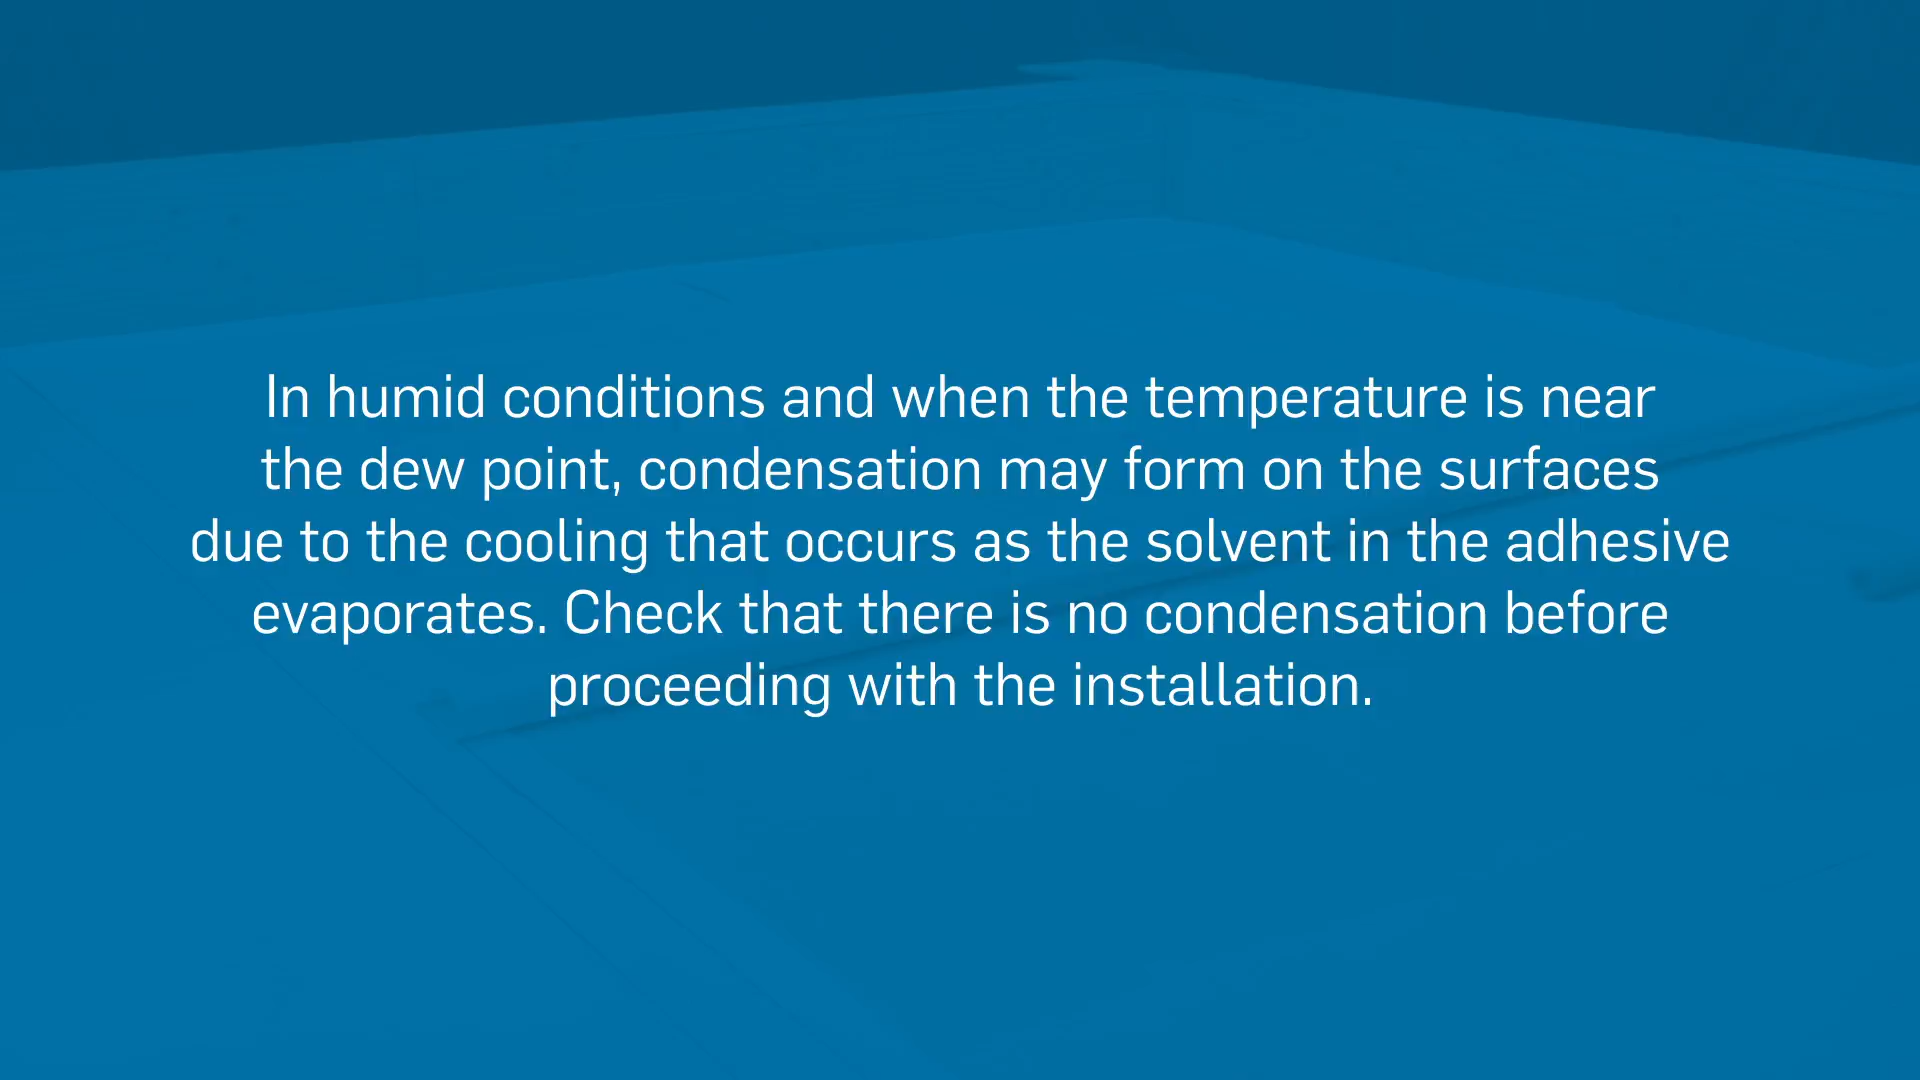 In humid conditions and when the temperature is near
the dew point, condensation may form on the surfaces
due to the cooling that occurs as the solvent in the adhesive
evaporates. Check that there is no condensation before
proceeding with the installation.